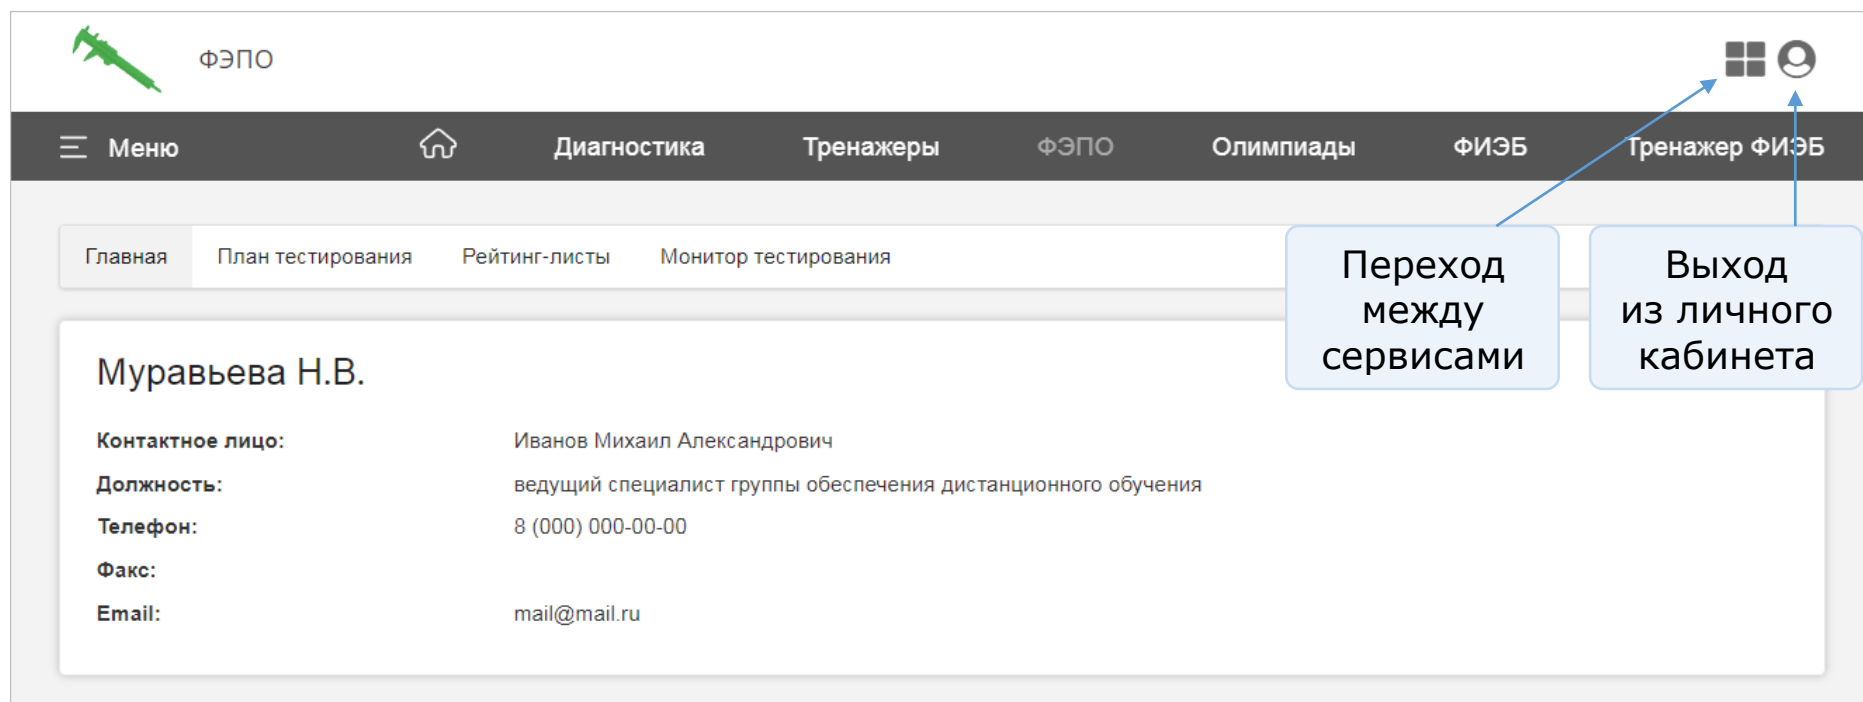 ФЭПО
Меню
Диагностика
Тренажеры
ФЭПО
Олимпиады
ФИЭБ
Тренажер ФИЭБ
Главная
План тестирования
Рейтинг-листы
Монитор тестирования
Переход
между
сервисами
Выход
из личного
кабинета
Муравьева Н.В.
Контактное лицо: Иванов Михаил Александрович
Должность: ведущий специалист группы обеспечения дистанционного обучения
Телефон: 8 (000) 000-00-00
Факс:
Email: mail@mail.ru